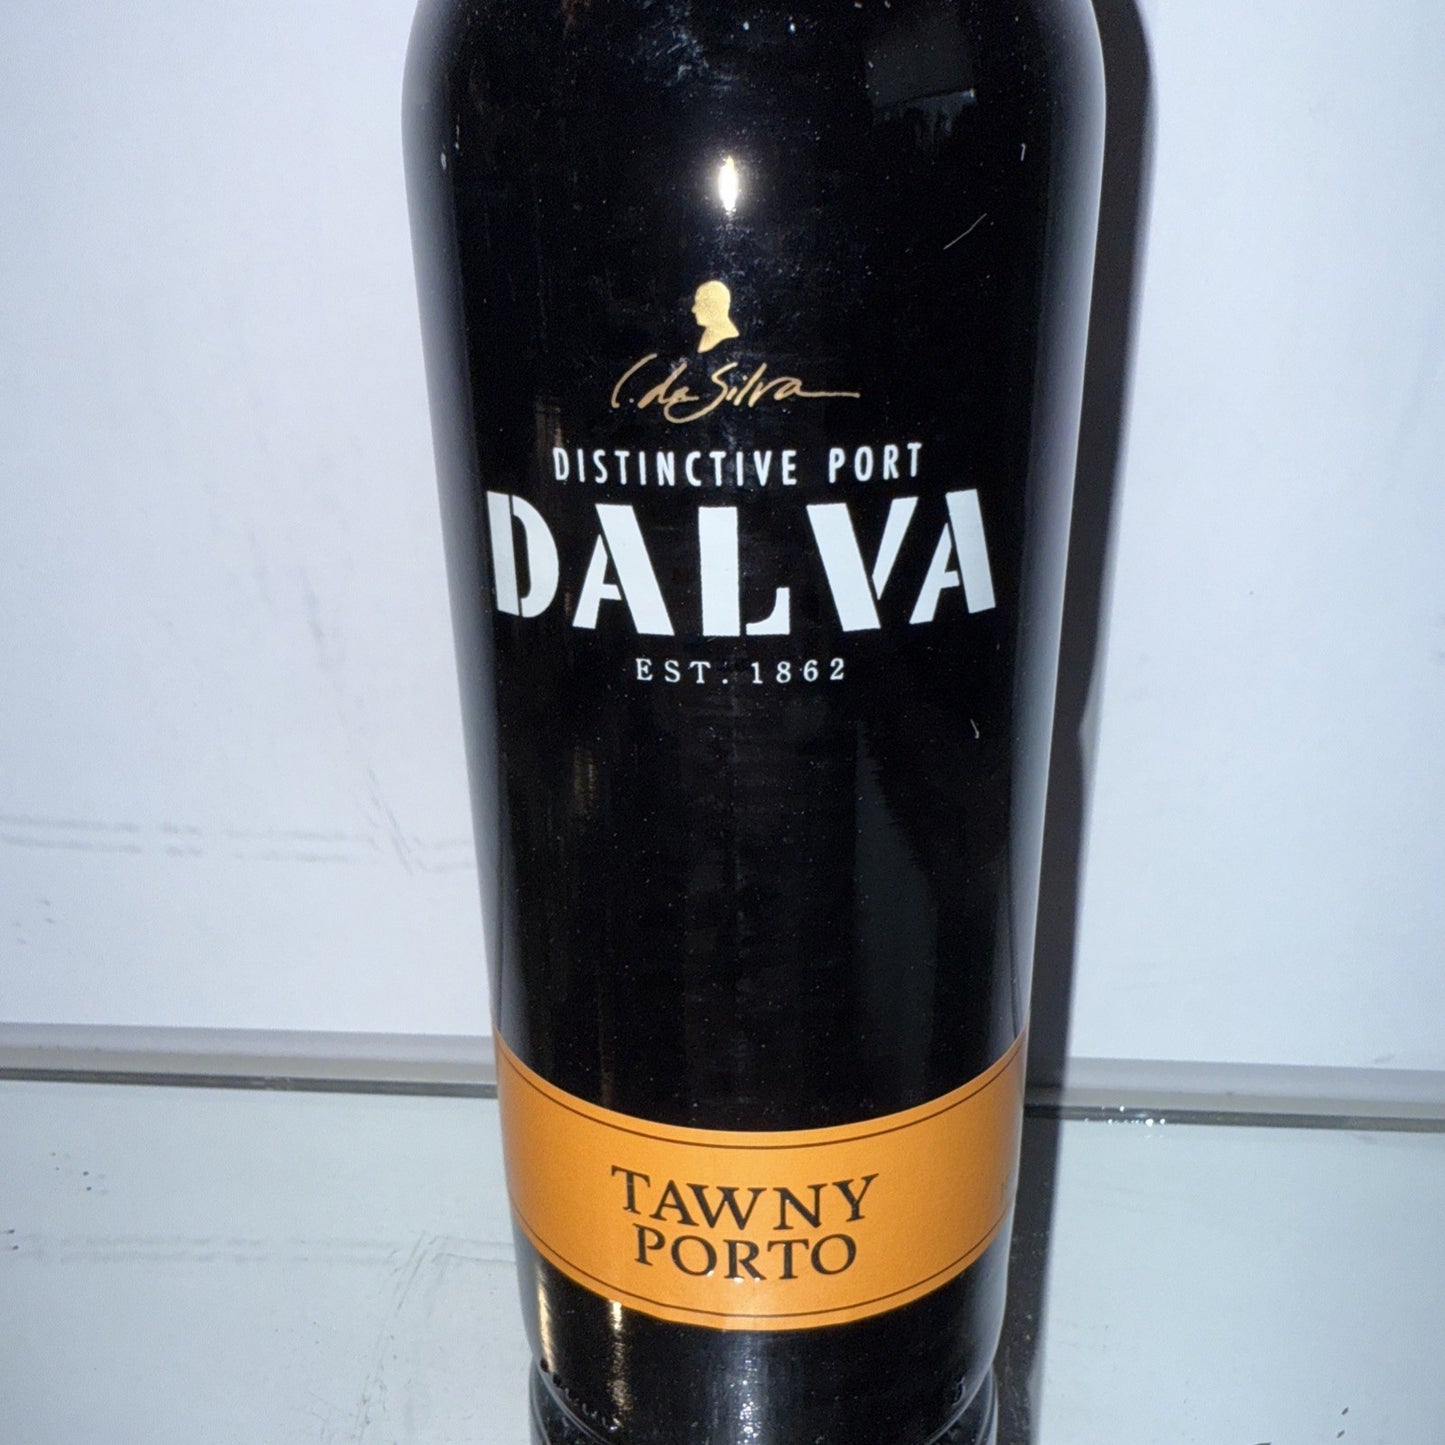 C. da Silva
DISTINCTIVE PORT
DALVA
EST. 1862
TAWNY
PORTO